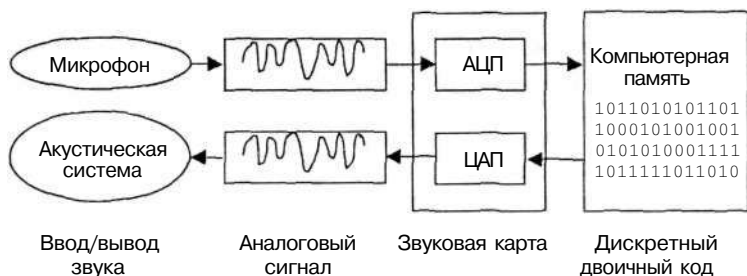 Микрофон
АЦП
Компьютерная
память
1011010101101
1000101001001
0101010001111
1011111011010
Акустическая
система
ЦАП
Ввод/вывод
звука
Аналоговый
сигнал
Звуковая карта
Дискретный
двоичный код